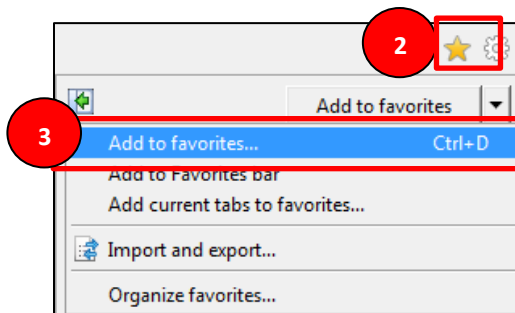 2
Add to favorites
3
Add to favorites... Ctrl+D
Add to Favorites bar
Add current tabs to favorites...
Import and export...
Organize favorites...